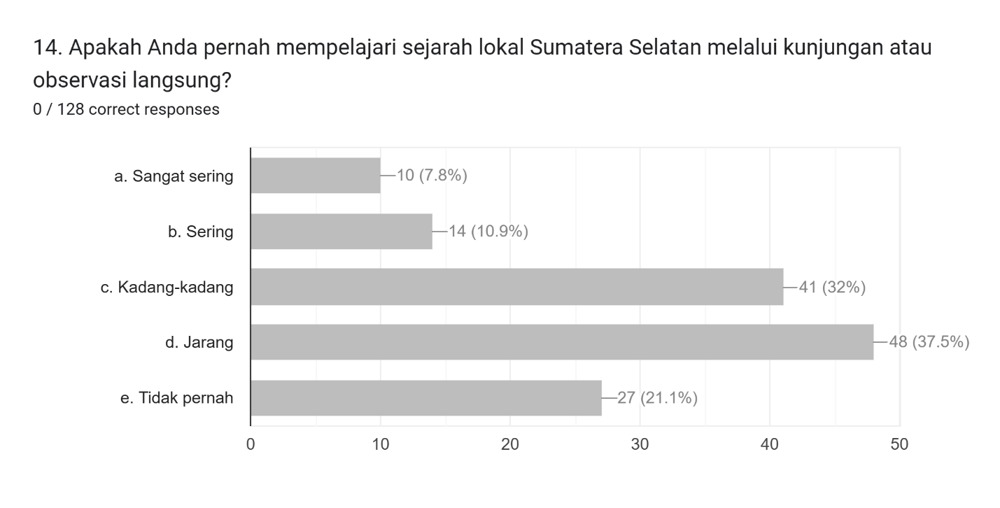 14. Apakah Anda pernah mempelajari sejarah lokal Sumatera Selatan melalui kunjungan atau
observasi langsung?
0 / 128 correct responses
a. Sangat sering
10 (7.8%)
b. Sering
14 (10.9%)
c. Kadang-kadang
41 (32%)
d. Jarang
48 (37.5%)
e. Tidak pernah
27 (21.1%)
0 10 20 30 40 50